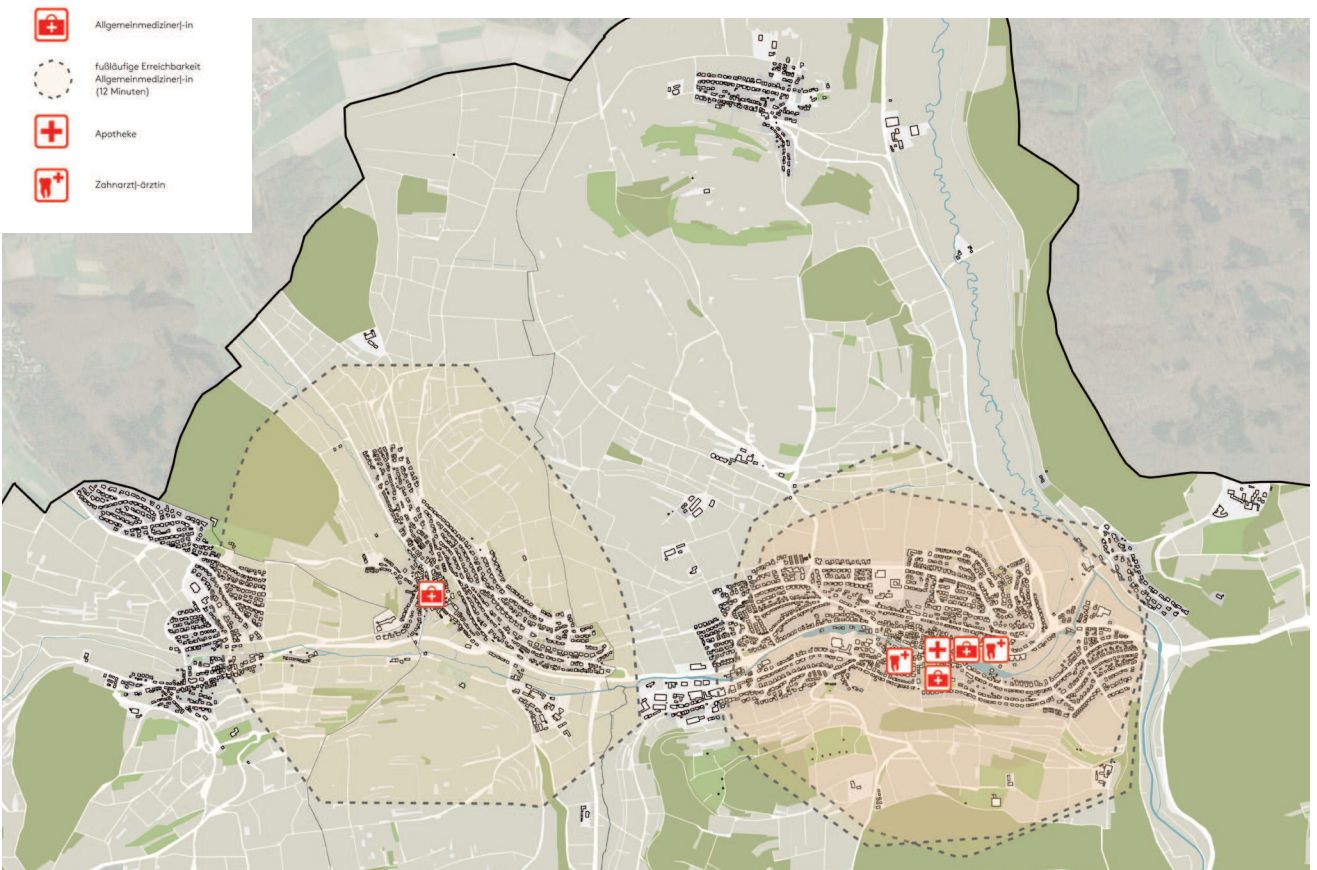 Allgemeinmediziner|-in
fußläufige Erreichbarkeit
Allgemeinmediziner|-in
(12 Minuten)
Apotheke
Zahnarzt|-ärztin